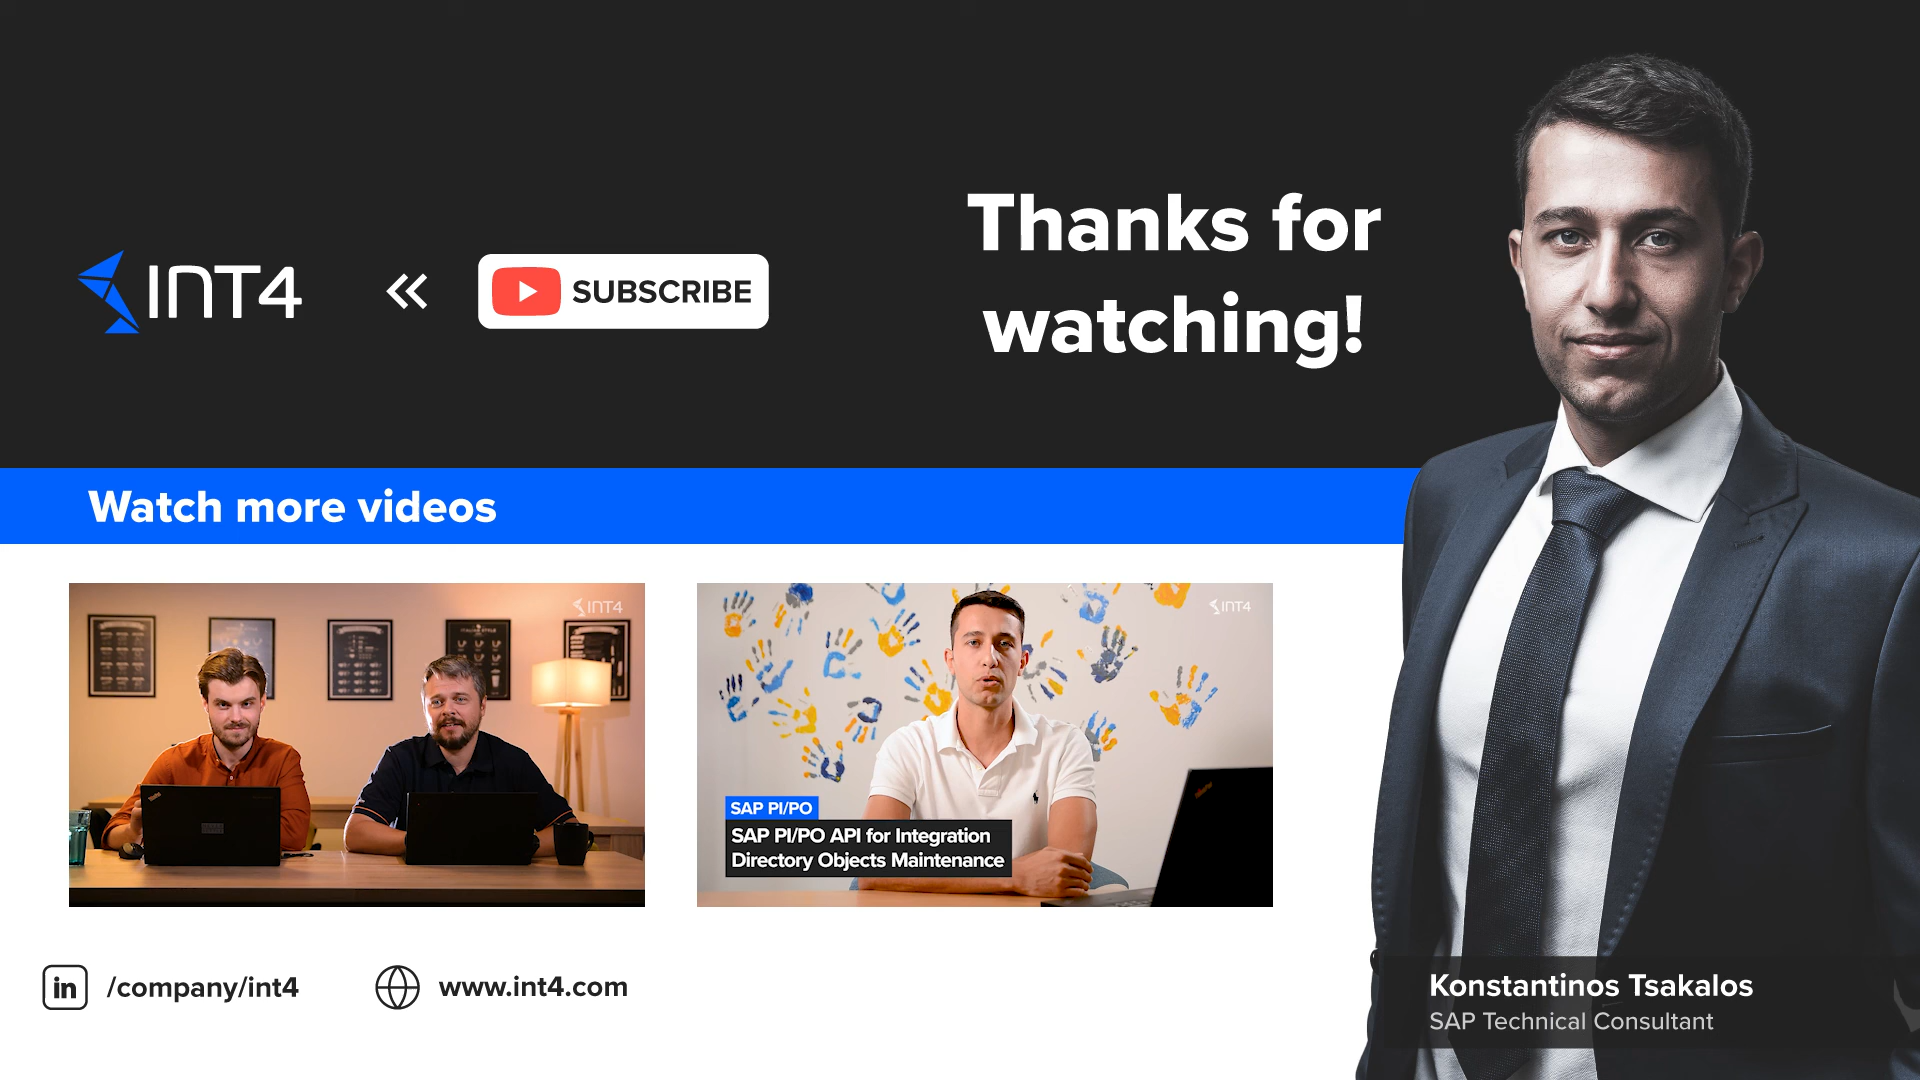 Thanks for
watching!
INT4
SUBSCRIBE
Watch more videos
INT4
INT4
SAP PI/PO
SAP PI/PO API for Integration
Directory Objects Maintenance
in
/company/int4
www.int4.com
Konstantinos Tsakalos
SAP Technical Consultant